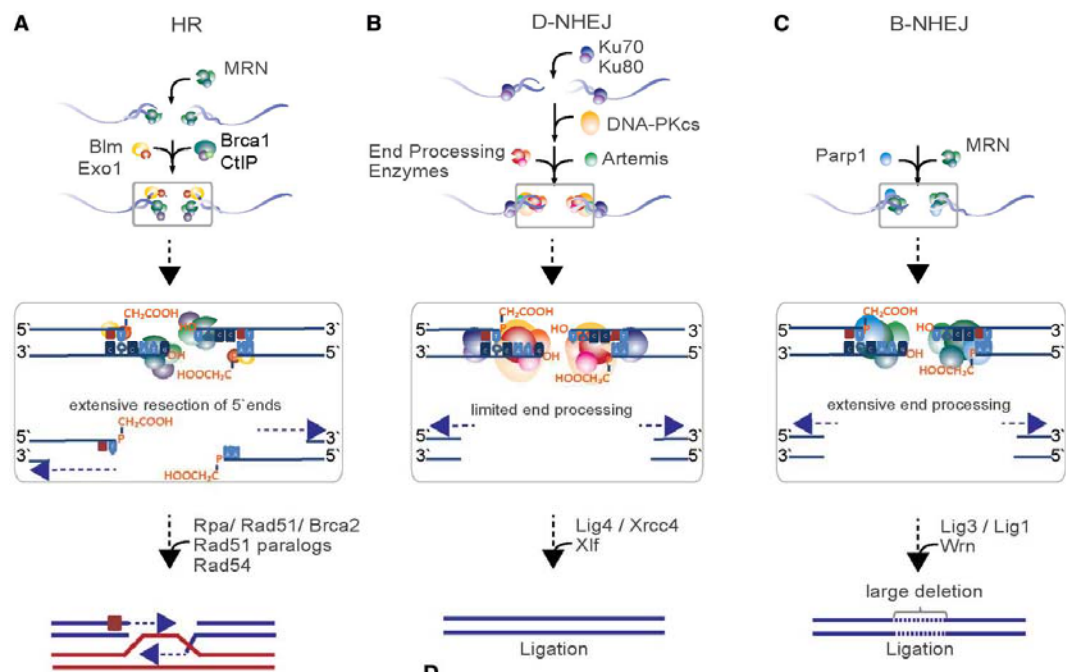 A
HR
MRN
Blm
Exo1
Brca1
CtIP
5` 3`
3` 5`
CH₂COOH
P
HO
OH
P
HOOCH₂C
extensive resection of 5`ends
CH₂COOH
P
5` 3`
3` 5`
P
HOOCH₂C
Rpa/ Rad51/ Brca2
Rad51 paralogs
Rad54
B
D-NHEJ
Ku70
Ku80
DNA-PKcs
End Processing
Enzymes
Artemis
5` 3`
3` 5`
CH₂COOH
P
HO
OH
P
HOOCH₂C
limited end processing
5` 3`
3` 5`
Lig4 / Xrcc4
Xlf
Ligation
C
B-NHEJ
Parp1
MRN
5` 3`
3` 5`
CH₂COOH
P
HO
OH
P
HOOCH₂C
extensive end processing
5` 3`
3` 5`
Lig3 / Lig1
Wrn
large deletion
Ligation